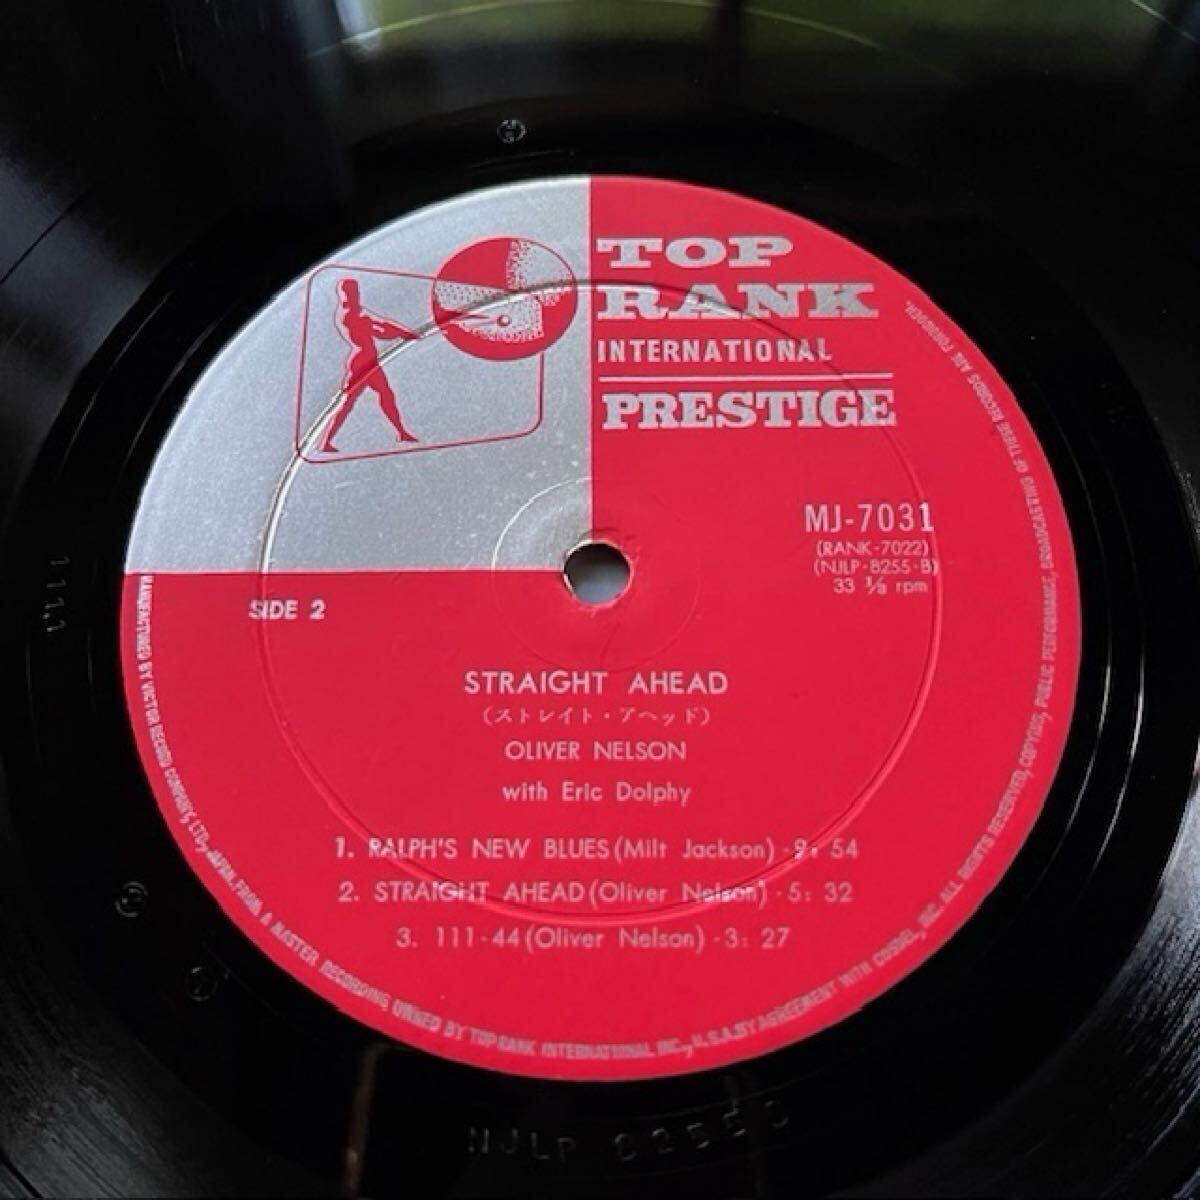 TOP
RANK
INTERNATIONAL
PRESTIGE
MJ-7031
(RANK-7022)
(NJLP-8255-B)
33 ⅓ rpm
SIDE 2
STRAIGHT AHEAD
(ストレイト・アヘッド)
OLIVER NELSON
with Eric Dolphy
1. RALPH'S NEW BLUES (Milt Jackson) - 9: 54
2. STRAIGHT AHEAD (Oliver Nelson) - 5: 32
3. 111-44 (Oliver Nelson) - 3: 27
MANUFACTURED BY VICTOR RECORD COMPANY, LTD., JAPAN. FROM A MASTER RECORDING OWNED BY TOP RANK INTERNATIONAL INC., U.S.A. BY AGREEMENT WITH COSDEL, INC. ALL RIGHTS RESERVED, COPYING, PUBLIC PERFORMANCE, BROADCASTING OF THESE RECORDS ARE FORBIDDEN.
1111
NJLP